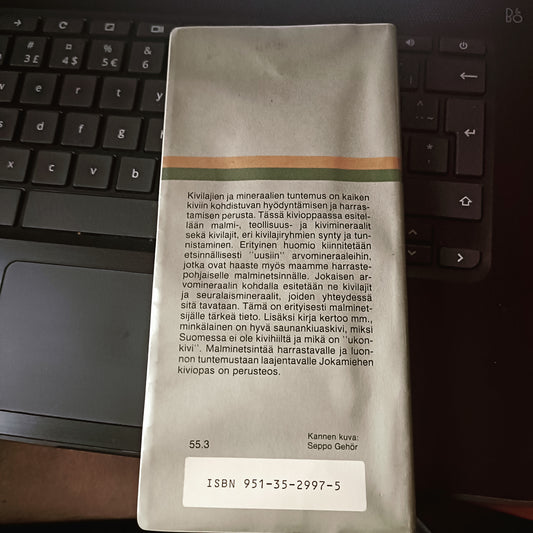 B&O
# 3 £
¤ 4 $
% 5 €
& 6
e
r
t
s
d
f
g
x
c
v
b
Kivilajien ja mineraalien tuntemus on kaiken
kiviin kohdistuvan hyödyntämisen ja harras-
tamisen perusta. Tässä kivioppaassa esitel-
lään malmi-, teollisuus- ja kivimineraalit
sekä kivilajit, eri kivilajiryhmien synty ja tun-
nistaminen. Erityinen huomio kiinnitetään
etsinnällisesti "uusiin" arvomineraaleihin,
jotka ovat haaste myös maamme harraste-
pohjaiselle malminetsinnälle. Jokaisen ar-
vomineraalin kohdalla esitetään ne kivilajit
ja seuralaismineraalit, joiden yhteydessä
sitä tavataan. Tämä on erityisesti malminet-
sijälle tärkeä tieto. Lisäksi kirja kertoo mm.,
minkälainen on hyvä saunankiuaskivi, miksi
Suomessa ei ole kivihiiltä ja mikä on "ukon-
kivi". Malminetsintää harrastavalle ja luon-
non tuntemustaan laajentavalle Jokamiehen
kiviopas on perusteos.
55.3
Kannen kuva:
Seppo Gehör
ISBN 951-35-2997-5